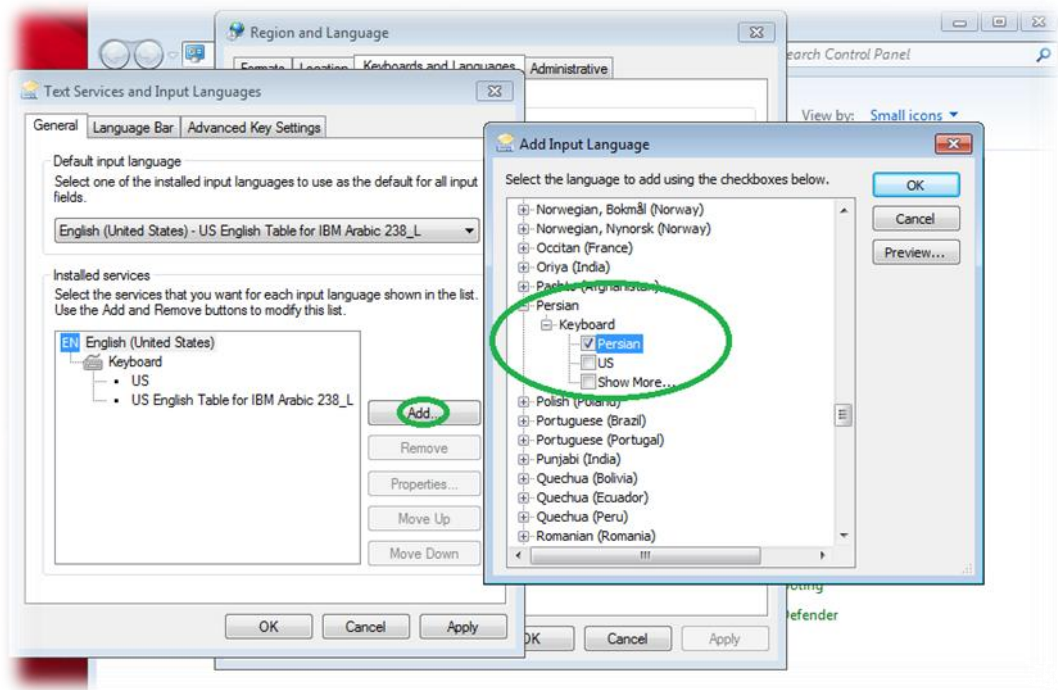 Region and Language
Search Control Panel
Formats Location Keyboards and Languages Administrative
View by: Small icons
Text Services and Input Languages
General Language Bar Advanced Key Settings
Default input language
Select one of the installed input languages to use as the default for all input
fields.
English (United States) - US English Table for IBM Arabic 238_L
Installed services
Select the services that you want for each input language shown in the list.
Use the Add and Remove buttons to modify this list.
EN English (United States)
Keyboard
US
US English Table for IBM Arabic 238_L
Add...
Remove
Properties...
Move Up
Move Down
OK Cancel Apply
Add Input Language
Select the language to add using the checkboxes below.
OK
Cancel
Preview...
Norwegian, Bokmål (Norway)
Norwegian, Nynorsk (Norway)
Occitan (France)
Oriya (India)
Pashto (Afghanistan)
Persian
Keyboard
Persian
US
Show More...
Polish (Poland)
Portuguese (Brazil)
Portuguese (Portugal)
Punjabi (India)
Quechua (Bolivia)
Quechua (Ecuador)
Quechua (Peru)
Romanian (Romania)
OK Cancel Apply
Defender